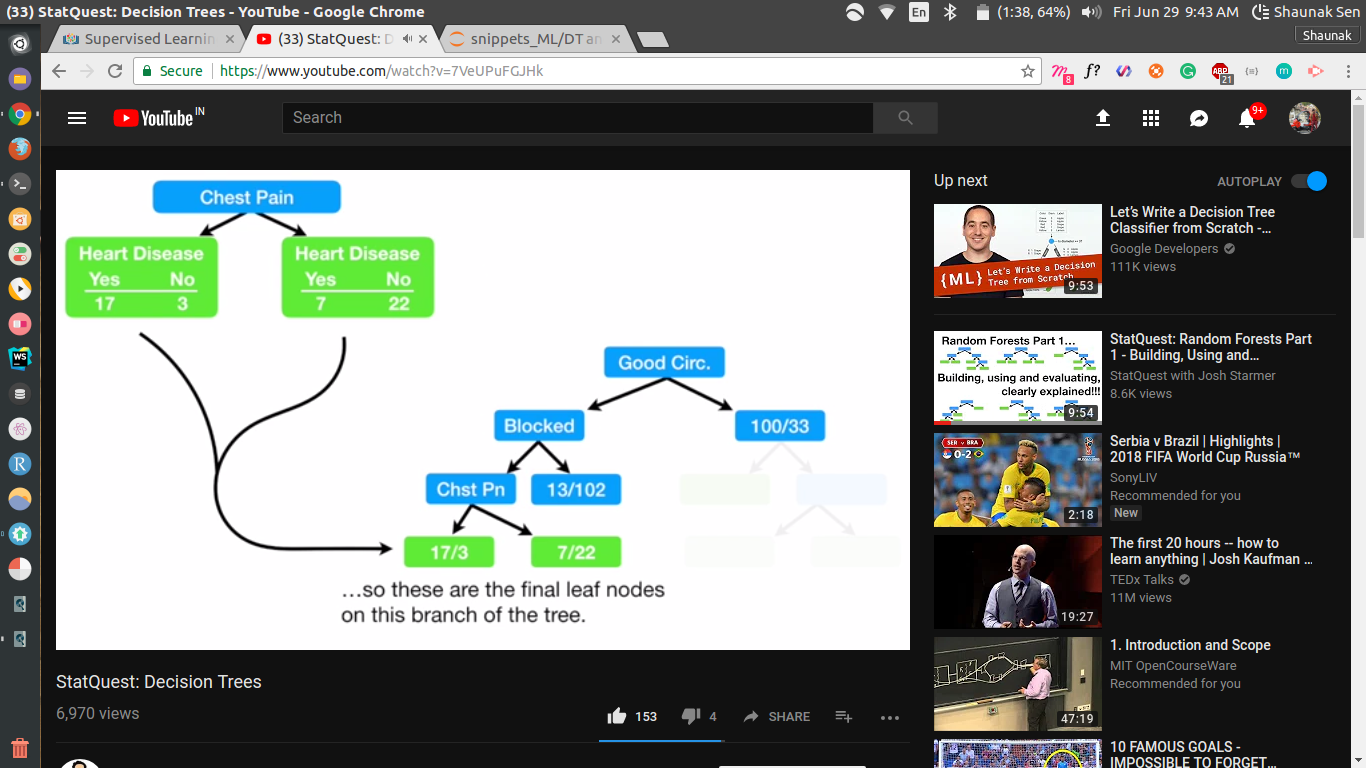 (33) StatQuest: Decision Trees - YouTube - Google Chrome
En
(1:38, 64%)
Fri Jun 29 9:43 AM
Shaunak Sen
Supervised Learnin
(33) StatQuest: D
snippets_ML/DT an
Shaunak
Secure
https://www.youtube.com/watch?v=7VeUPuFGJHk
8
f?
ABP
21
m
YouTube IN
Search
9+
Chest Pain
Heart Disease
Yes No
17 3
Heart Disease
Yes No
7 22
Good Circ.
Blocked
100/33
Chst Pn
13/102
17/3
7/22
...so these are the final leaf nodes
on this branch of the tree.
StatQuest: Decision Trees
6,970 views
153
4
SHARE
Up next
AUTOPLAY
{ML} Let's Write a Decision
Tree from Scratch
9:53
Let's Write a Decision Tree
Classifier from Scratch -...
Google Developers
111K views
Random Forests Part 1...
Building, using and evaluating,
clearly explained!!!
9:54
StatQuest: Random Forests Part
1 - Building, Using and...
StatQuest with Josh Starmer
8.6K views
SER v BRA
0-2
2:18
Serbia v Brazil | Highlights |
2018 FIFA World Cup Russia™
SonyLIV
Recommended for you
New
19:27
The first 20 hours -- how to
learn anything | Josh Kaufman ...
TEDx Talks
11M views
47:19
1. Introduction and Scope
MIT OpenCourseWare
Recommended for you
10 FAMOUS GOALS -
IMPOSSIBLE TO FORGET...
WS
R